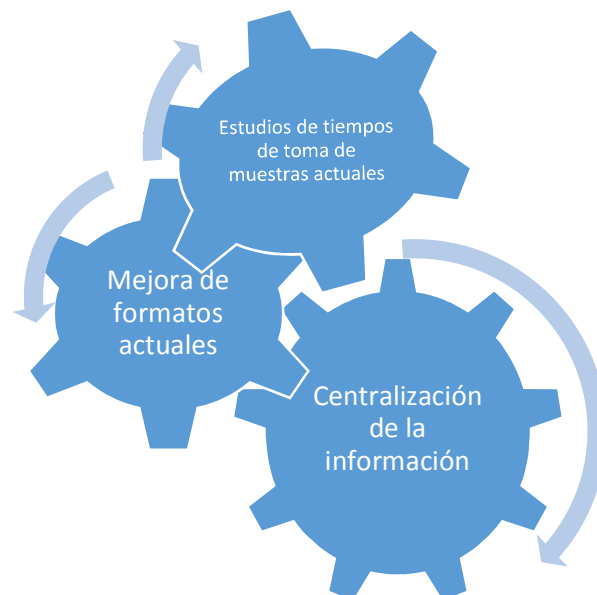 Estudios de tiempos
de toma de
muestras actuales
Mejora de
formatos
actuales
Centralización
de la
información